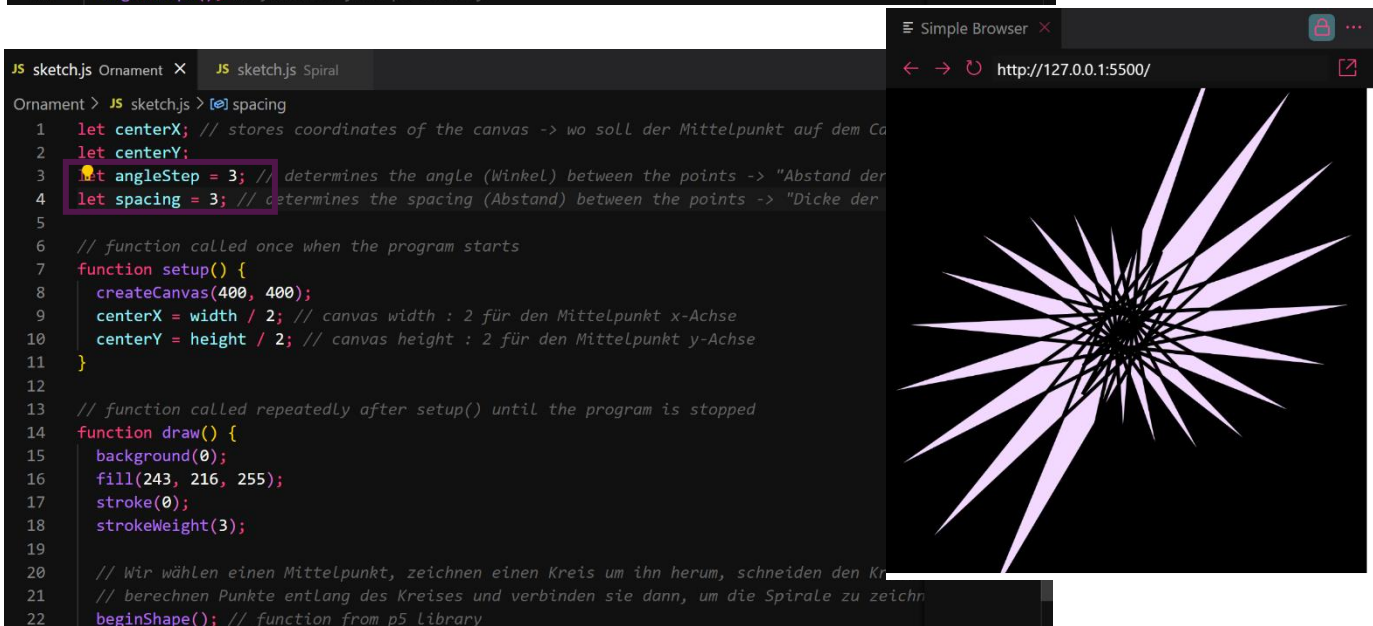 Simple Browser
http://127.0.0.1:5500/
JS sketch.js Ornament JS sketch.js Spiral
Ornament > JS sketch.js > spacing
1 let centerX; // stores coordinates of the canvas -> wo soll der Mittelpunkt auf dem
2 let centerY;
3 let angleStep = 3; // determines the angle (Winkel) between the points -> "Abstand der
4 let spacing = 3; // determines the spacing (Abstand) between the points -> "Dicke der
5
6 // function called once when the program starts
7 function setup() {
8 createCanvas(400, 400);
9 centerX = width / 2; // canvas width : 2 für den Mittelpunkt x-Achse
10 centerY = height / 2; // canvas height : 2 für den Mittelpunkt y-Achse
11 }
12
13 // function called repeatedly after setup() until the program is stopped
14 function draw() {
15 background(0);
16 fill(243, 216, 255);
17 stroke(0);
18 strokeWeight(3);
19
20 // Wir wählen einen Mittelpunkt, zeichnen einen Kreis um ihn herum, schneiden den
21 // berechnen Punkte entlang des Kreises und verbinden sie dann, um die Spirale zu zeichn
22 beginShape(); // function from p5 library